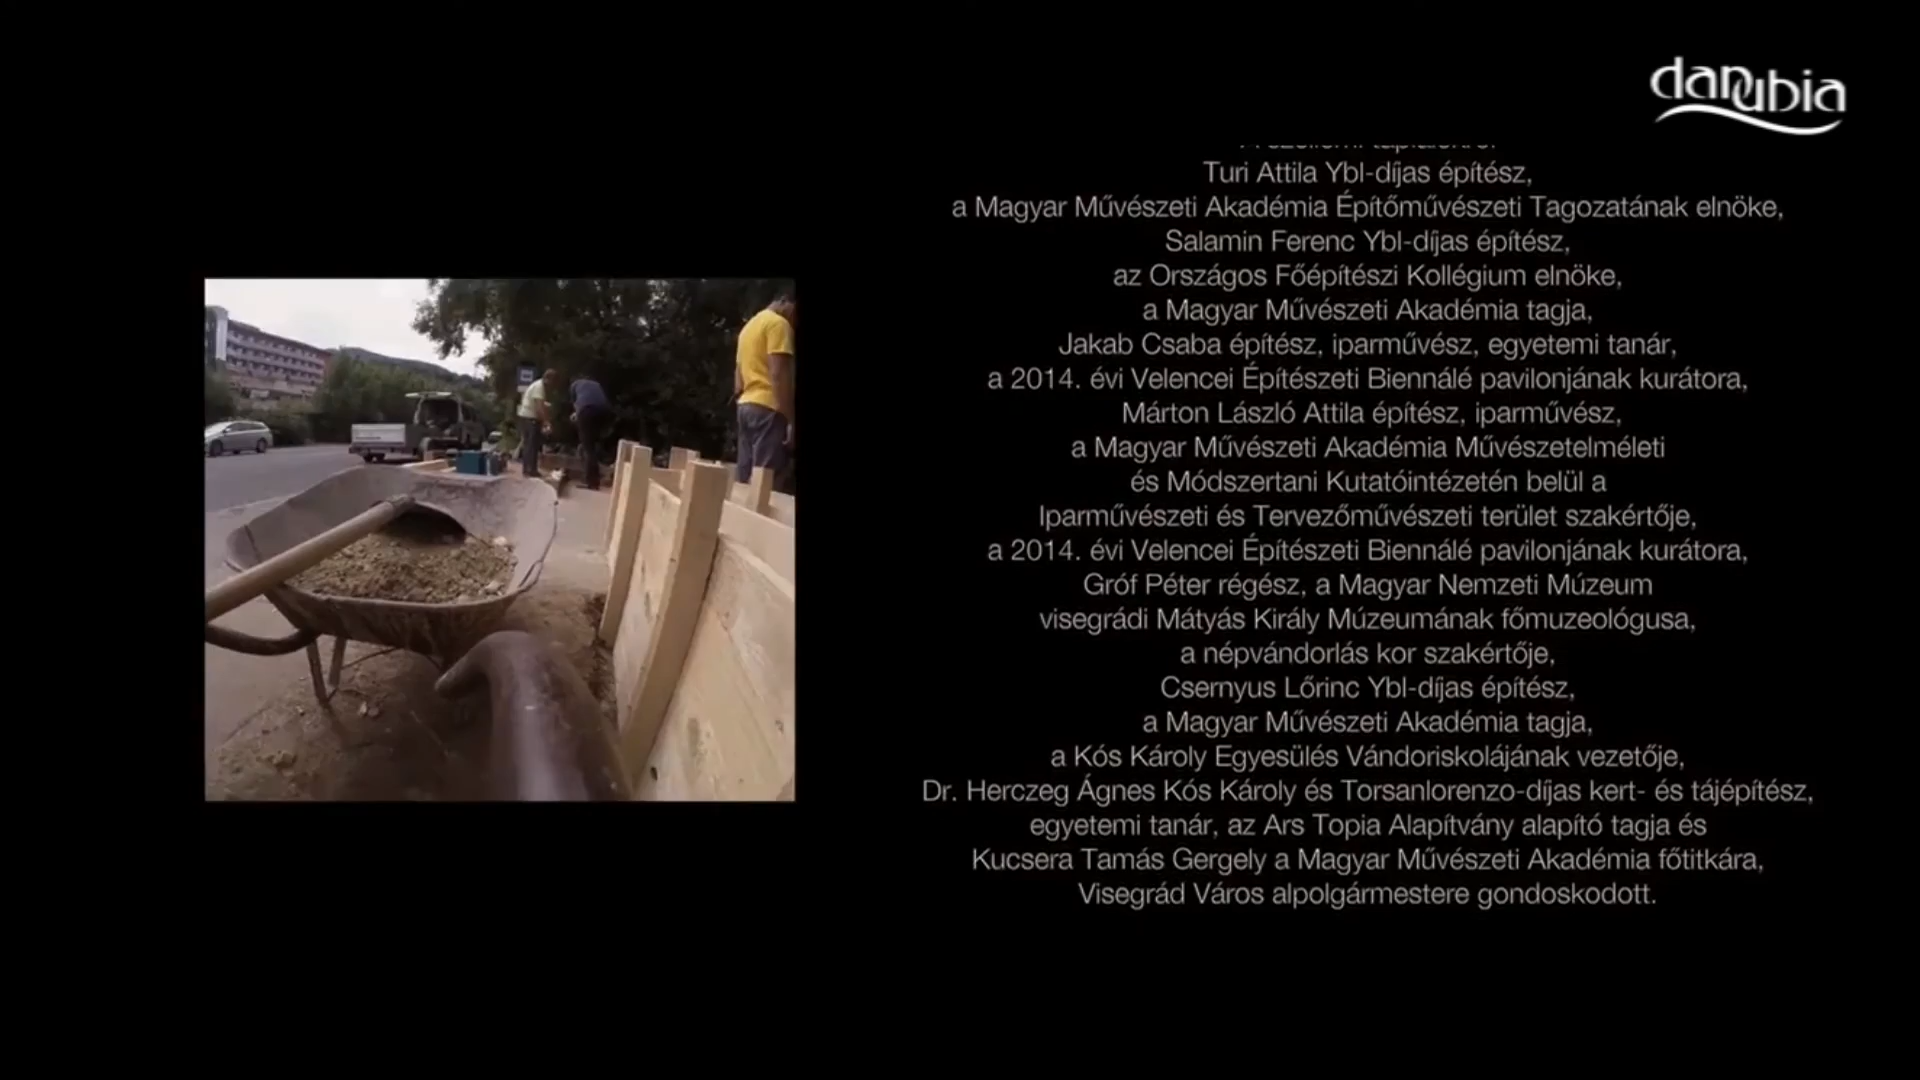 danubia
Turi Attila Ybl-díjas építész,
a Magyar Művészeti Akadémia Építőművészeti Tagozatának elnöke,
Salamin Ferenc Ybl-díjas építész,
az Országos Főépítészi Kollégium elnöke,
a Magyar Művészeti Akadémia tagja,
Jakab Csaba építész, iparművész, egyetemi tanár,
a 2014. évi Velencei Építészeti Biennálé pavilonjának kurátora,
Márton László Attila építész, iparművész,
a Magyar Művészeti Akadémia Művészetelméleti
és Módszertani Kutatóintézetén belül a
Iparművészeti és Tervezőművészeti terület szakértője,
a 2014. évi Velencei Építészeti Biennálé pavilonjának kurátora,
Gróf Péter régész, a Magyar Nemzeti Múzeum
visegrádi Mátyás Király Múzeumának főmuzeológusa,
a népvándorlás kor szakértője,
Csernyus Lőrinc Ybl-díjas építész,
a Magyar Művészeti Akadémia tagja,
a Kós Károly Egyesülés Vándoriskolájának vezetője,
Dr. Herczeg Ágnes Kós Károly és Torsanlorenzo-díjas kert- és tájépítész,
egyetemi tanár, az Ars Topia Alapítvány alapító tagja és
Kucsera Tamás Gergely a Magyar Művészeti Akadémia főtitkára,
Visegrád Város alpolgármestere gondoskodott.